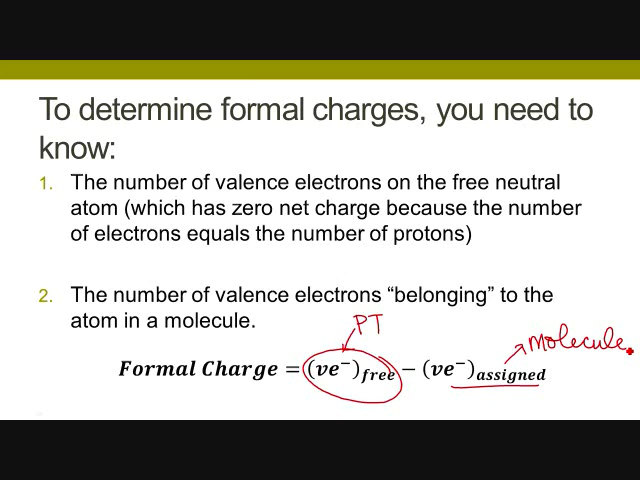 To determine formal charges, you need to
know:
1. The number of valence electrons on the free neutral
atom (which has zero net charge because the number
of electrons equals the number of protons)
2. The number of valence electrons “belonging” to the
atom in a molecule.
PT
Molecule
Formal Charge = (ve⁻)free − (ve⁻)assigned